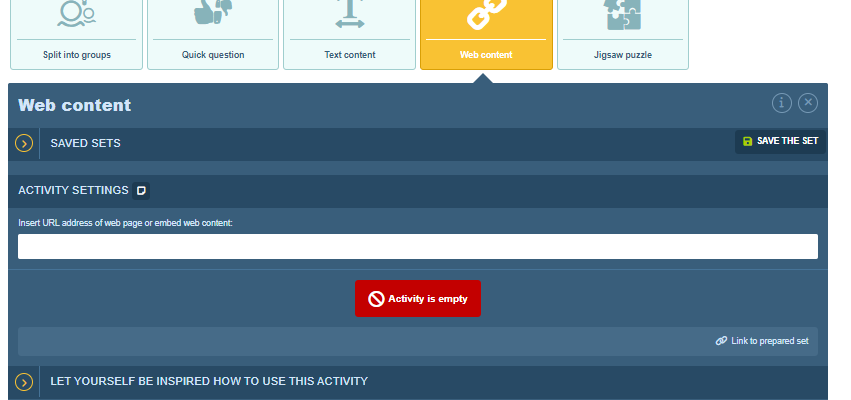 Split into groups
Quick question
Text content
Web content
Jigsaw puzzle
Web content
SAVED SETS
SAVE THE SET
ACTIVITY SETTINGS
Insert URL address of web page or embed web content:
Activity is empty
Link to prepared set
LET YOURSELF BE INSPIRED HOW TO USE THIS ACTIVITY